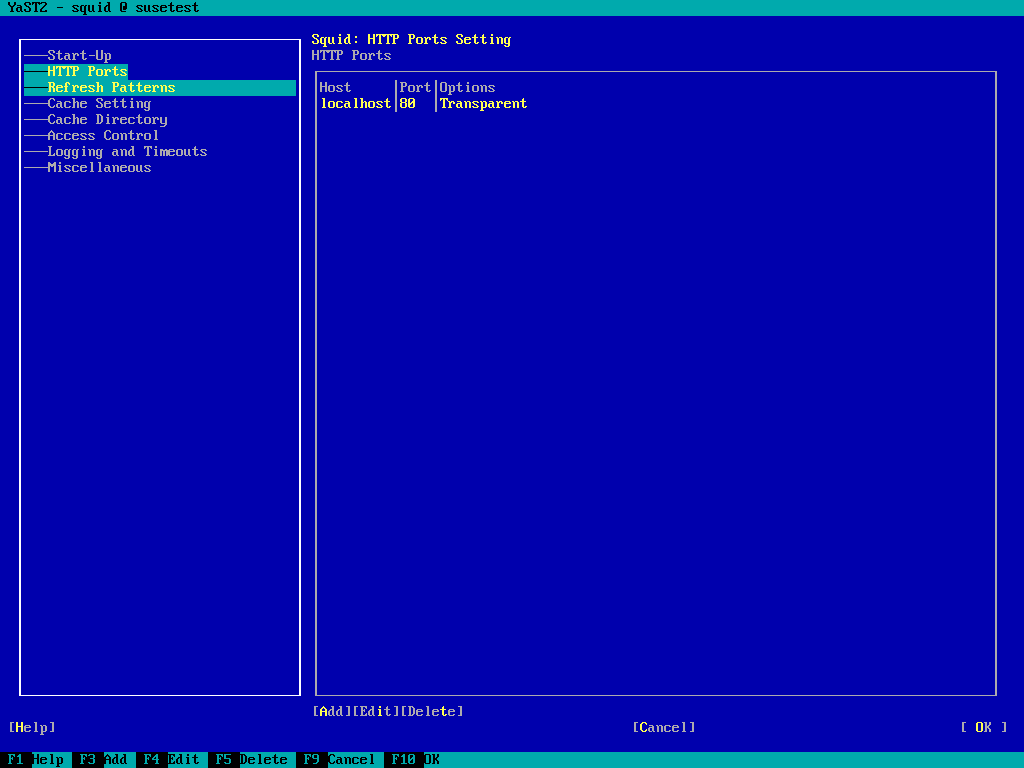 YaST2 - squid @ susetest
Start-Up
HTTP Ports
Refresh Patterns
Cache Setting
Cache Directory
Access Control
Logging and Timeouts
Miscellaneous
Squid: HTTP Ports Setting
HTTP Ports
Host |Port|Options
localhost|80 |Transparent
[Add][Edit][Delete]
[Help] [Cancel] [ OK ]
F1 Help F3 Add F4 Edit F5 Delete F9 Cancel F10 OK